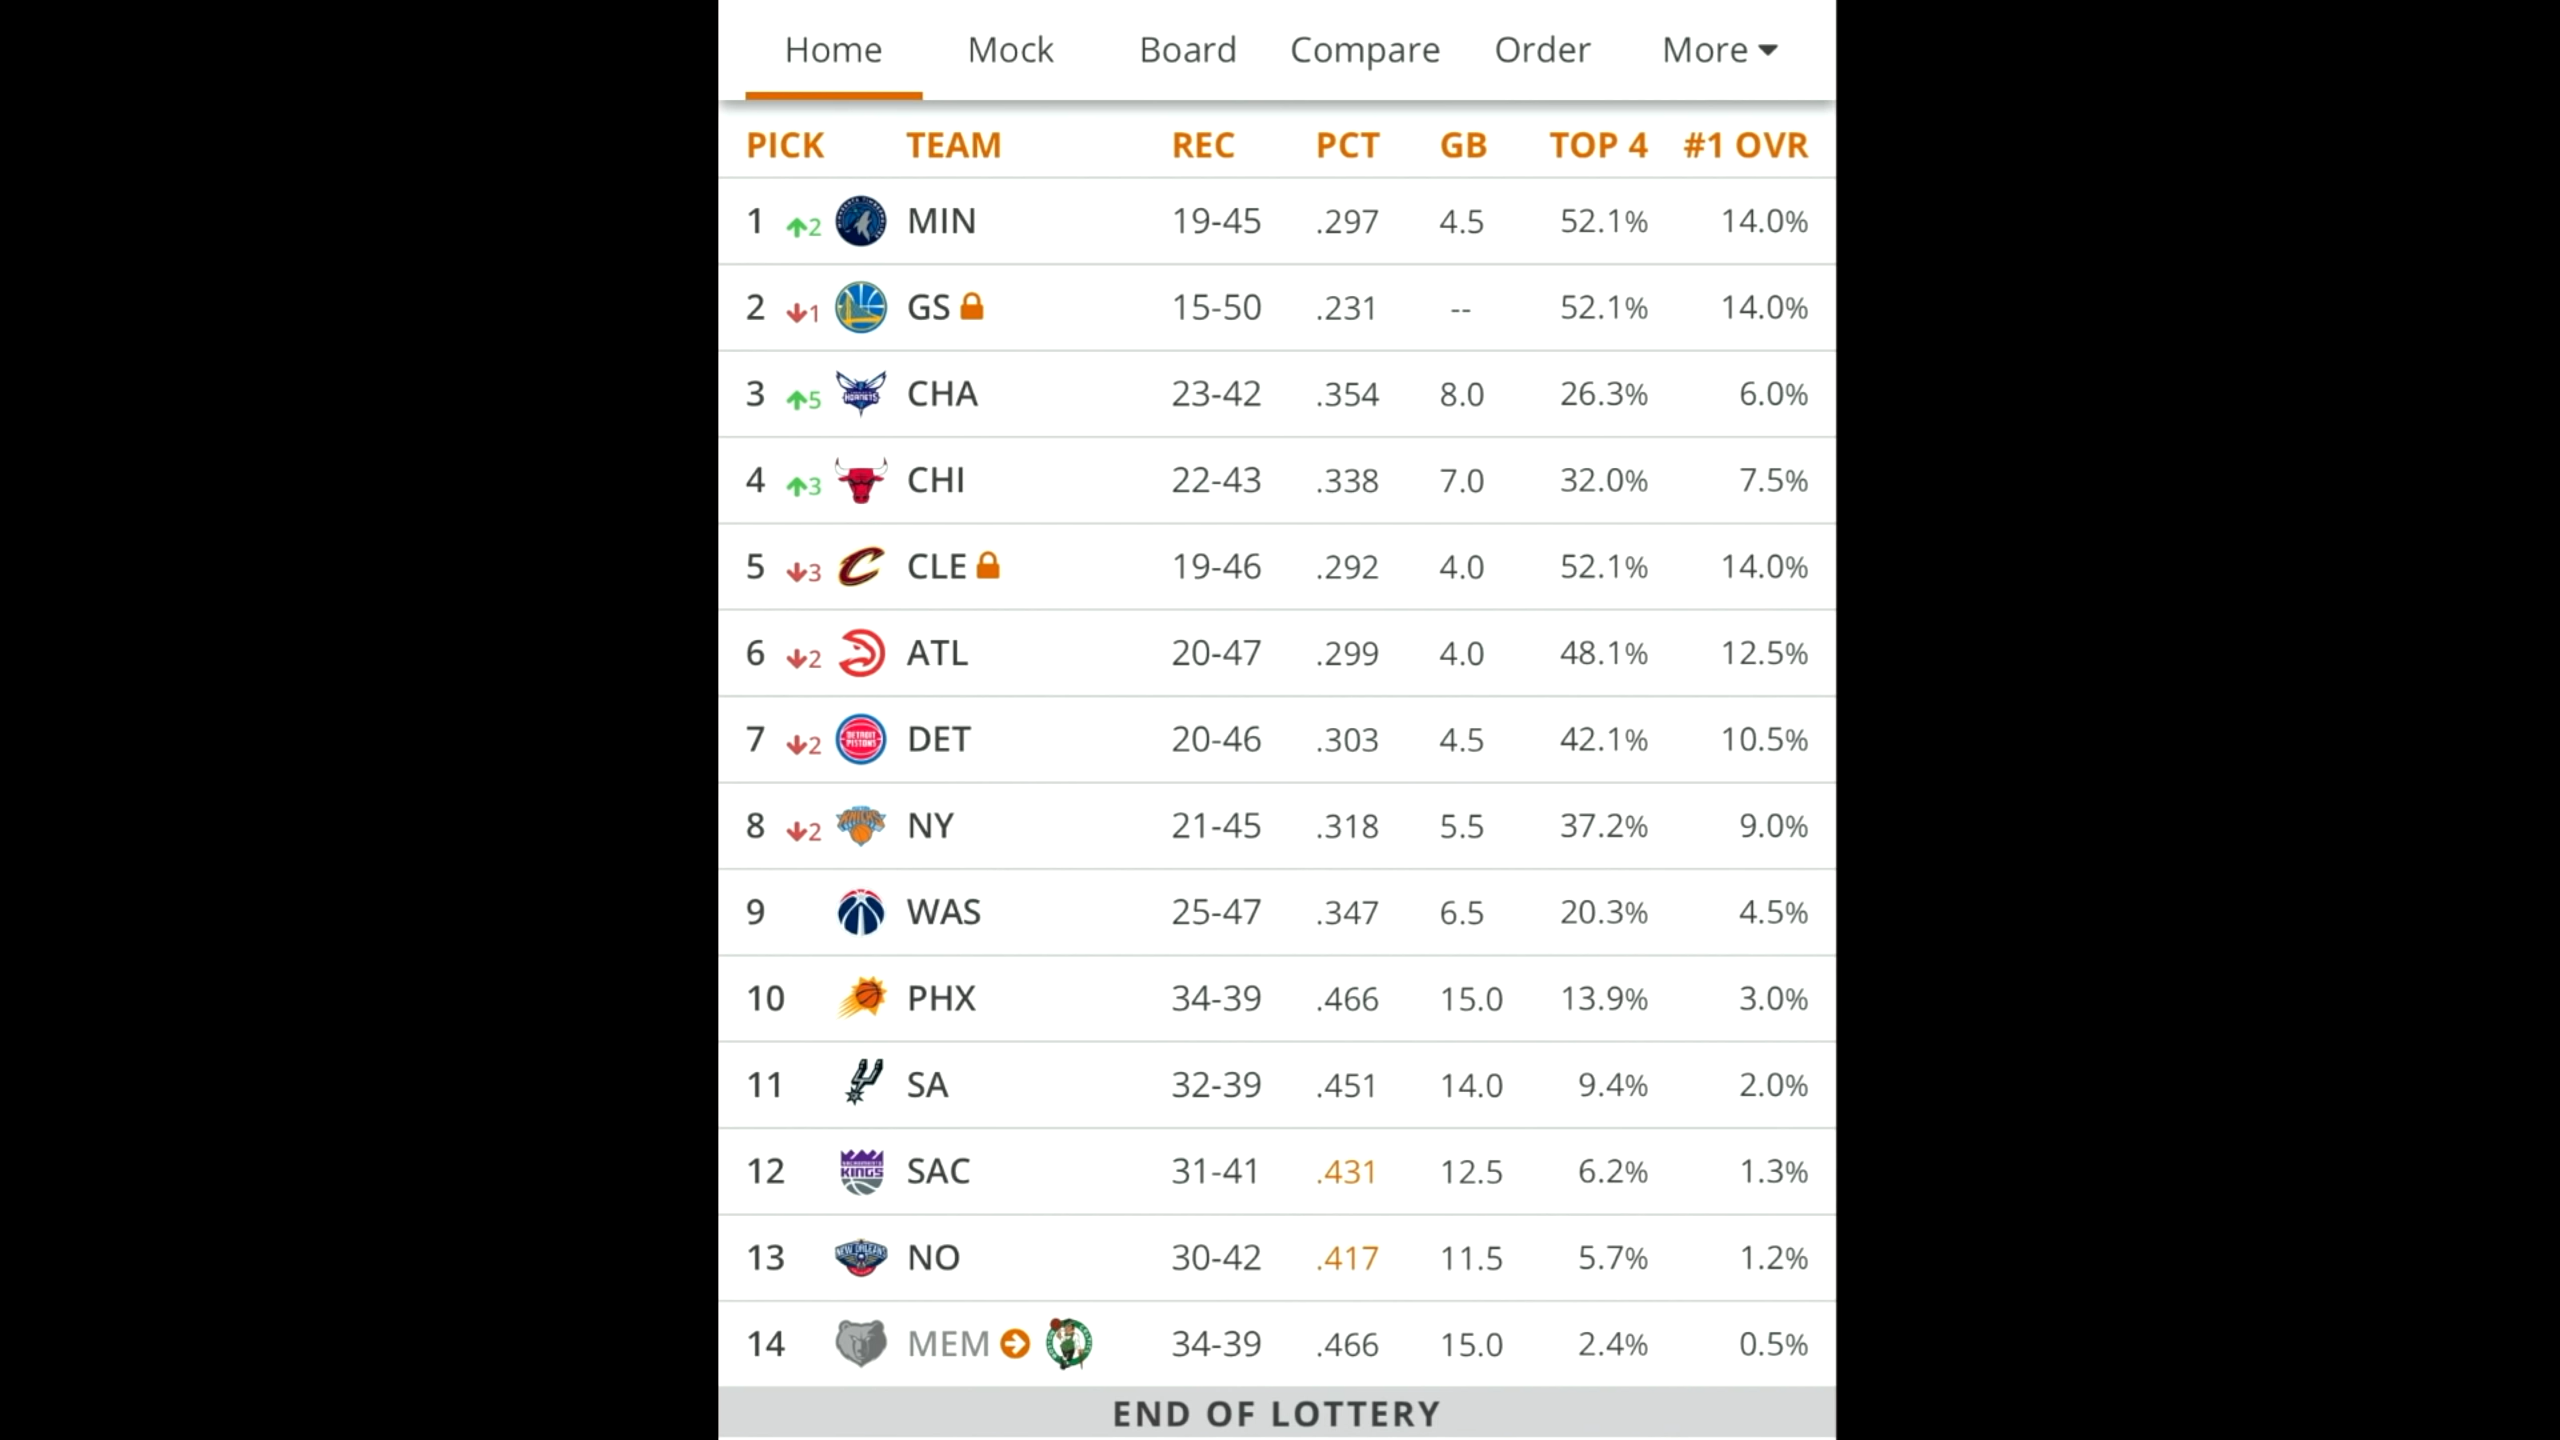 Home Mock Board Compare Order More
PICK TEAM REC PCT GB TOP 4 #1 OVR
1 2 MIN 19-45 .297 4.5 52.1% 14.0%
2 1 GS 15-50 .231 -- 52.1% 14.0%
3 5 HORNETS CHA 23-42 .354 8.0 26.3% 6.0%
4 3 CHI 22-43 .338 7.0 32.0% 7.5%
5 3 C CLE 19-46 .292 4.0 52.1% 14.0%
6 2 ATL 20-47 .299 4.0 48.1% 12.5%
7 2 DETROIT PISTONS DET 20-46 .303 4.5 42.1% 10.5%
8 2 KNICKS NY 21-45 .318 5.5 37.2% 9.0%
9 WAS 25-47 .347 6.5 20.3% 4.5%
10 PHX 34-39 .466 15.0 13.9% 3.0%
11 SA 32-39 .451 14.0 9.4% 2.0%
12 SACRAMENTO KINGS SAC 31-41 .431 12.5 6.2% 1.3%
13 NEW ORLEANS NO 30-42 .417 11.5 5.7% 1.2%
14 MEM 34-39 .466 15.0 2.4% 0.5%
END OF LOTTERY